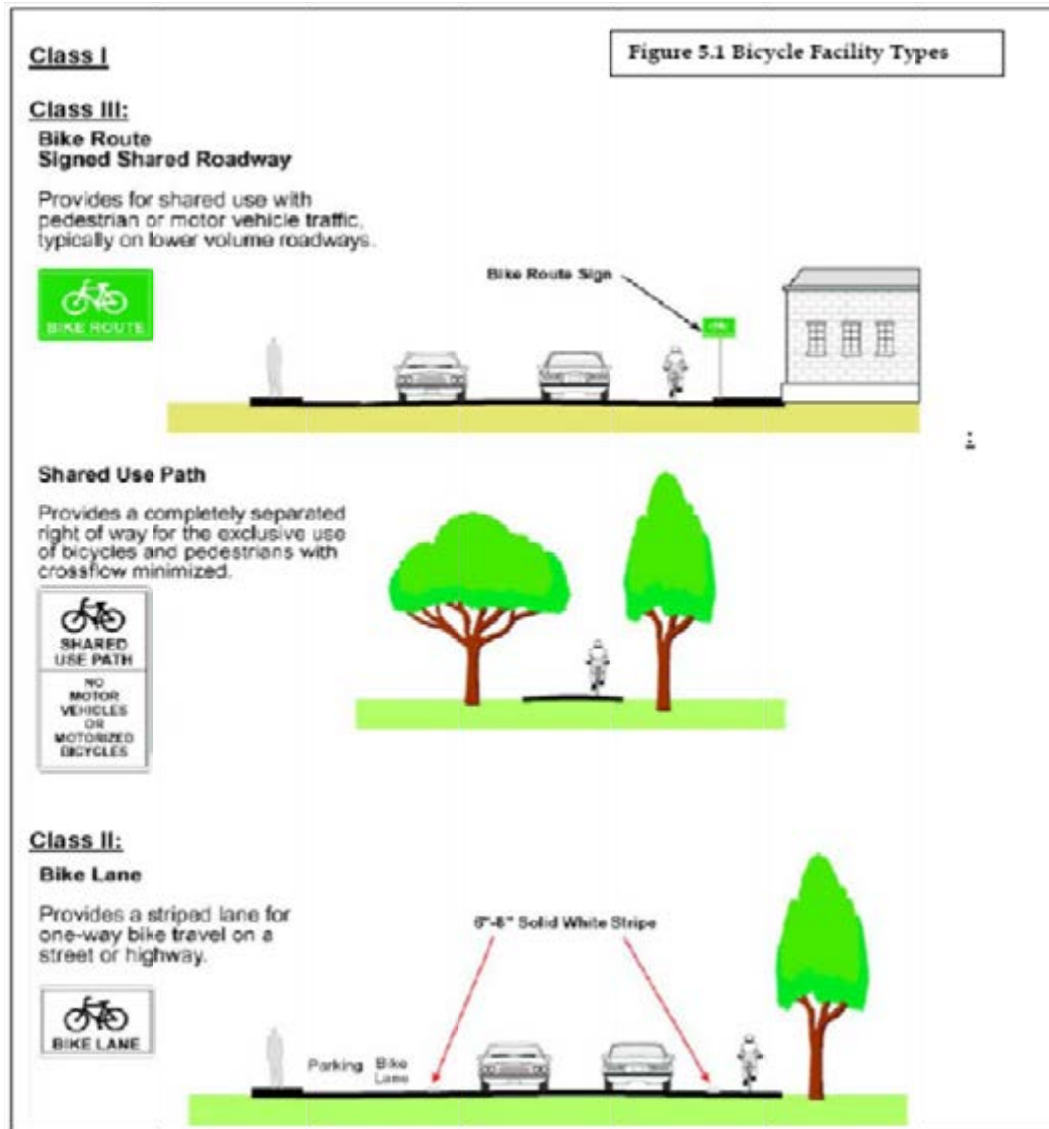 Class I
Figure 5.1 Bicycle Facility Types
Class III:
Bike Route
Signed Shared Roadway
Provides for shared use with
pedestrian or motor vehicle traffic,
typically on lower volume roadways.
BIKE ROUTE
Bike Route Sign
:
Shared Use Path
Provides a completely separated
right of way for the exclusive use
of bicycles and pedestrians with
crossflow minimized.
SHARED
USE PATH
NO
MOTOR
VEHICLES
OR
MOTORIZED
BICYCLES
Class II:
Bike Lane
Provides a striped lane for
one-way bike travel on a
street or highway.
BIKE LANE
6"-8" Solid White Stripe
Parking
Bike
Lane